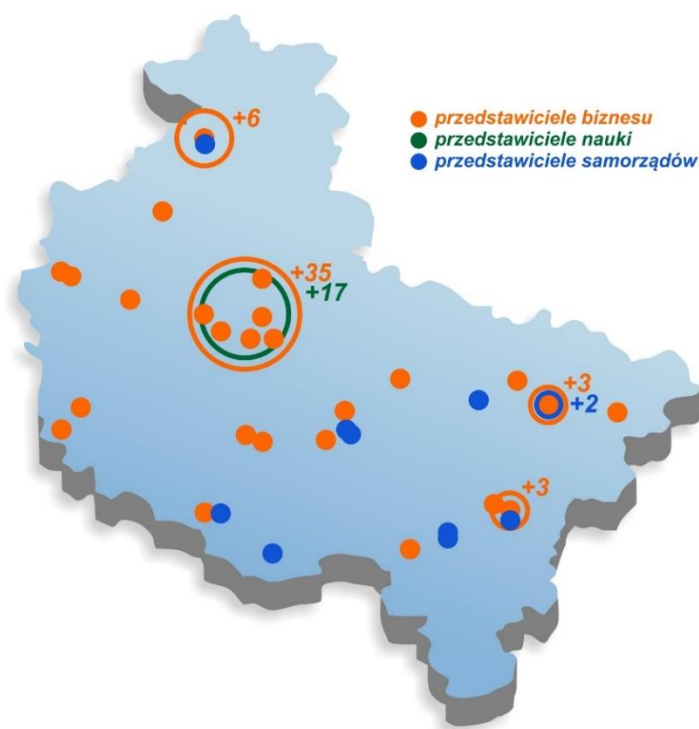 +6
przedstawiciele biznesu
przedstawiciele nauki
przedstawiciele samorządów
+35
+17
+3
+2
+3